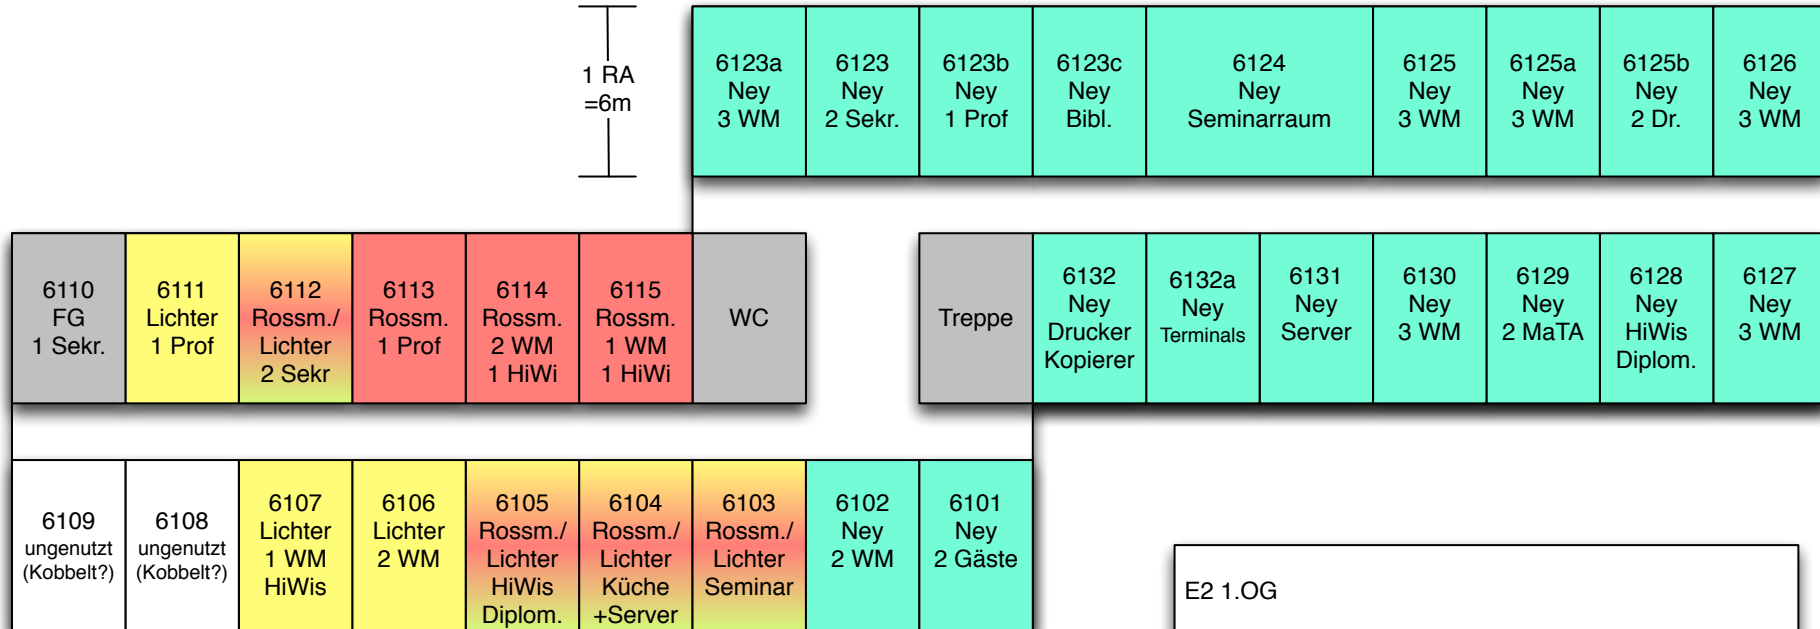 1 RA
=6m
6123a
Ney
3 WM
6123
Ney
2 Sekr.
6123b
Ney
1 Prof
6123c
Ney
Bibl.
6124
Ney
Seminarraum
6125
Ney
3 WM
6125a
Ney
3 WM
6125b
Ney
2 Dr.
6126
Ney
3 WM
6110
FG
1 Sekr.
6111
Lichter
1 Prof
6112
Rossm./
Lichter
2 Sekr
6113
Rossm.
1 Prof
6114
Rossm.
2 WM
1 HiWi
6115
Rossm.
1 WM
1 HiWi
WC
Treppe
6132
Ney
Drucker
Kopierer
6132a
Ney
Terminals
6131
Ney
Server
6130
Ney
3 WM
6129
Ney
2 MaTA
6128
Ney
HiWis
Diplom.
6127
Ney
3 WM
6109
ungenutzt
(Kobbelt?)
6108
ungenutzt
(Kobbelt?)
6107
Lichter
1 WM
HiWis
6106
Lichter
2 WM
6105
Rossm./
Lichter
HiWis
Diplom.
6104
Rossm./
Lichter
Küche
+Server
6103
Rossm./
Lichter
Seminar
6102
Ney
2 WM
6101
Ney
2 Gäste
E2 1.OG